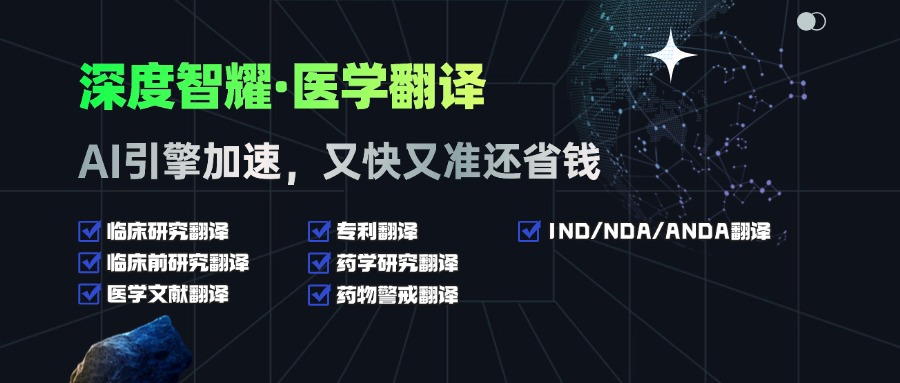 深度智耀·医学翻译
AI引擎加速，又快又准还省钱
临床研究翻译
专利翻译
IND/NDA/ANDA翻译
临床前研究翻译
药学研究翻译
医学文献翻译
药物警戒翻译